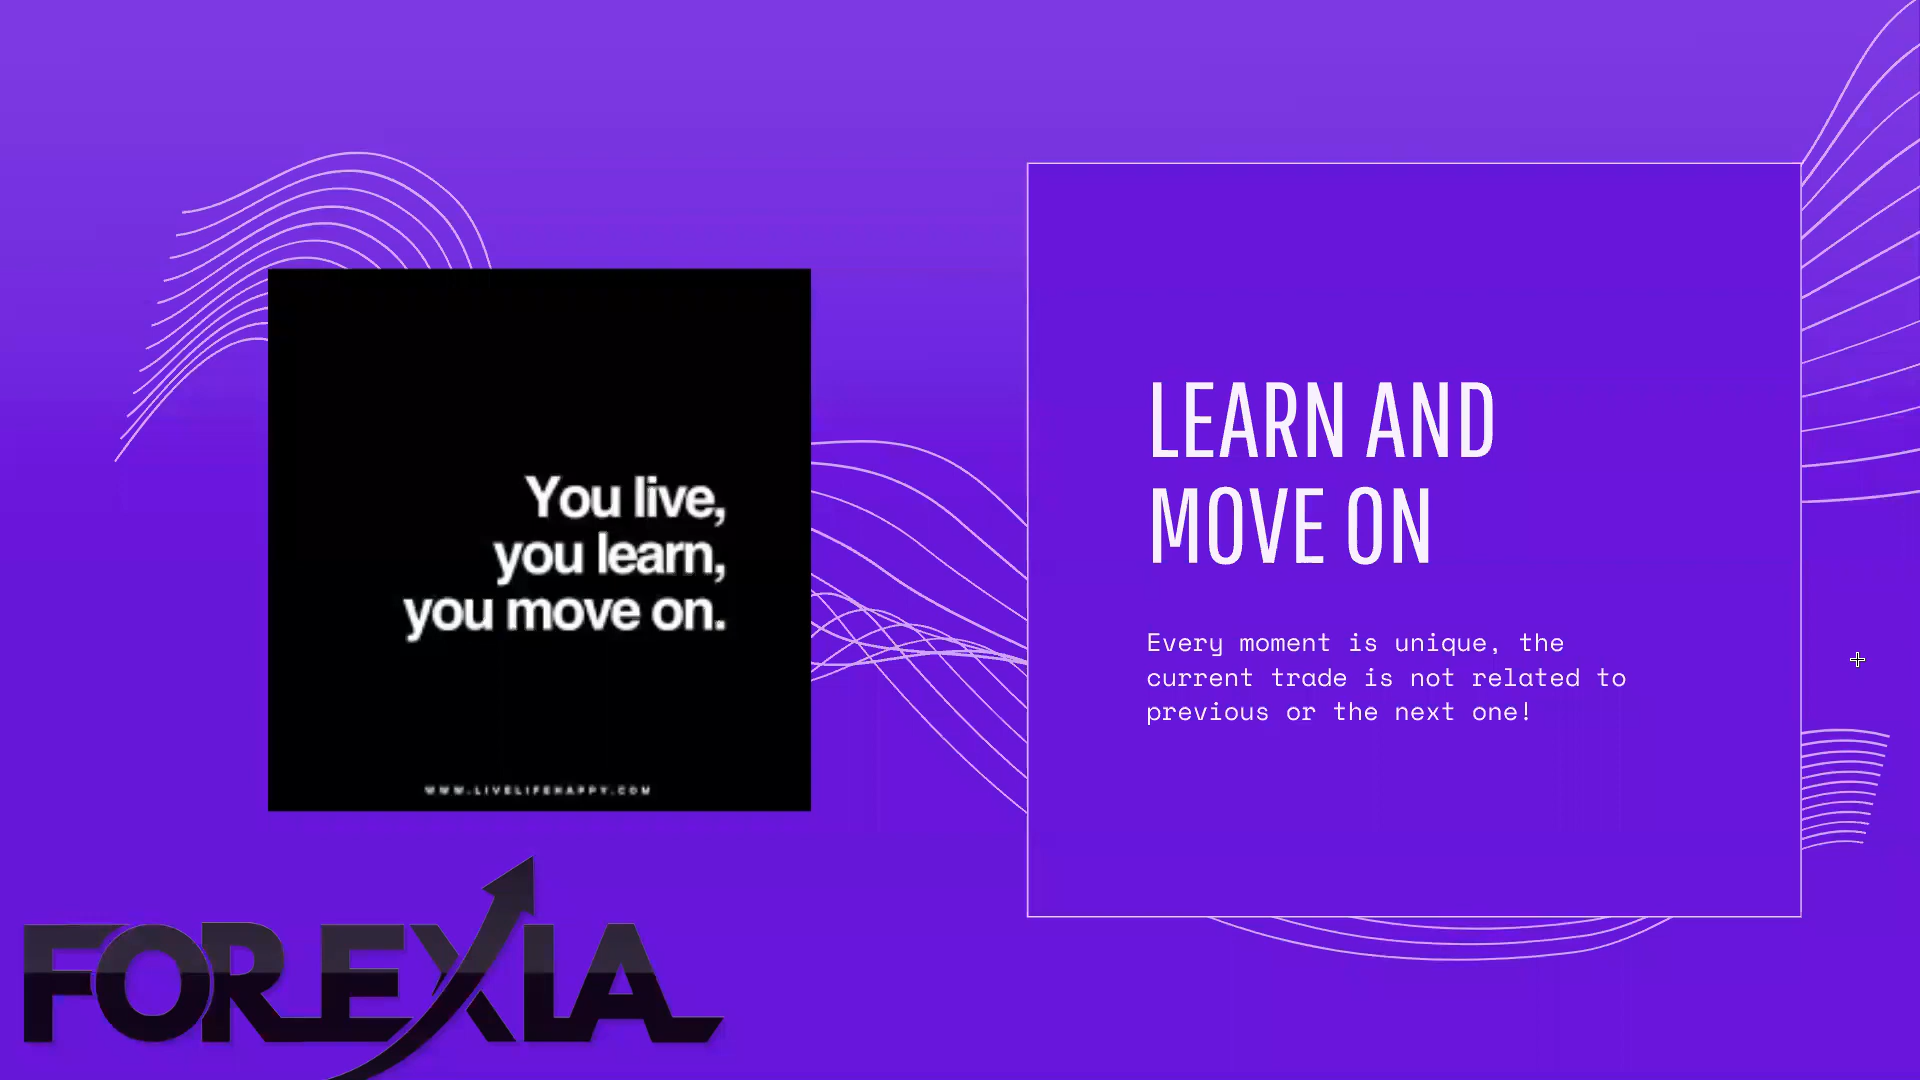 You live,
you learn,
you move on.
WWW.LIVELIFEHAPPY.COM
LEARN AND
MOVE ON
Every moment is unique, the
current trade is not related to
previous or the next one!
FOREXIA